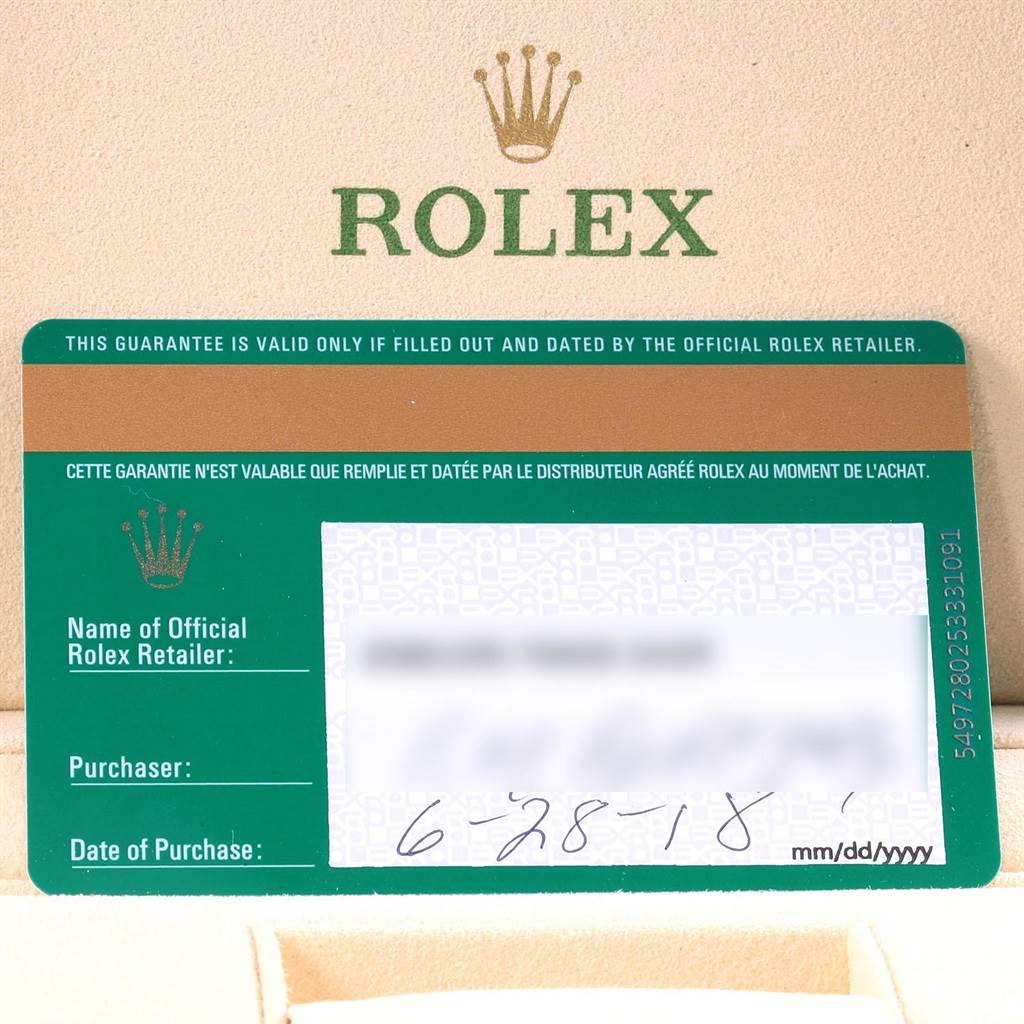 ROLEX
THIS GUARANTEE IS VALID ONLY IF FILLED OUT AND DATED BY THE OFFICIAL ROLEX RETAILER.
CETTE GARANTIE N'EST VALABLE QUE REMPLIE ET DATÉE PAR LE DISTRIBUTEUR AGRÉÉ ROLEX AU MOMENT DE L'ACHAT.
Name of Official
Rolex Retailer:
Purchaser:
Date of Purchase:
6-28-18
mm/dd/yyyy
5497280253331091